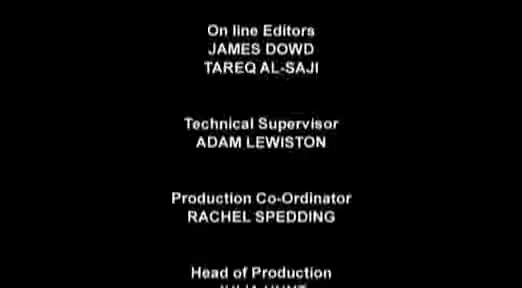 On line Editors
JAMES DOWD
TAREQ AL-SAJI
Technical Supervisor
ADAM LEWISTON
Production Co-Ordinator
RACHEL SPEDDING
Head of Production